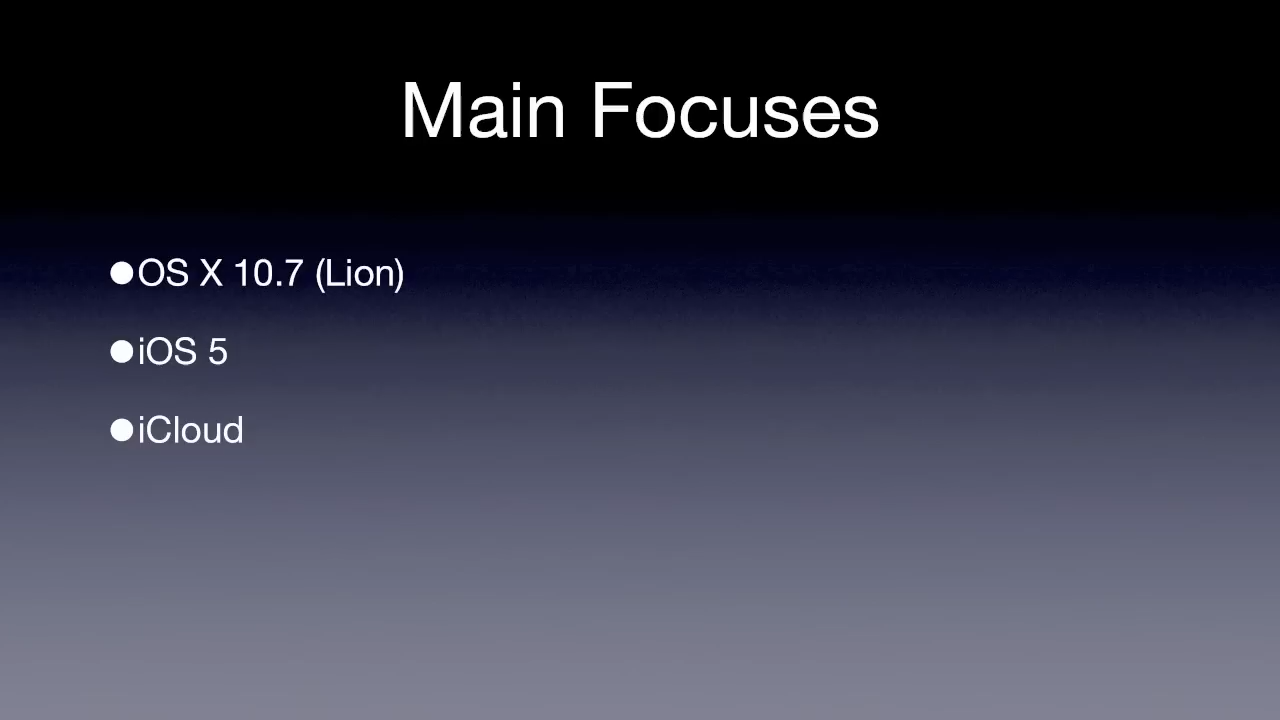 Main Focuses
●OS X 10.7 (Lion)
●iOS 5
●iCloud